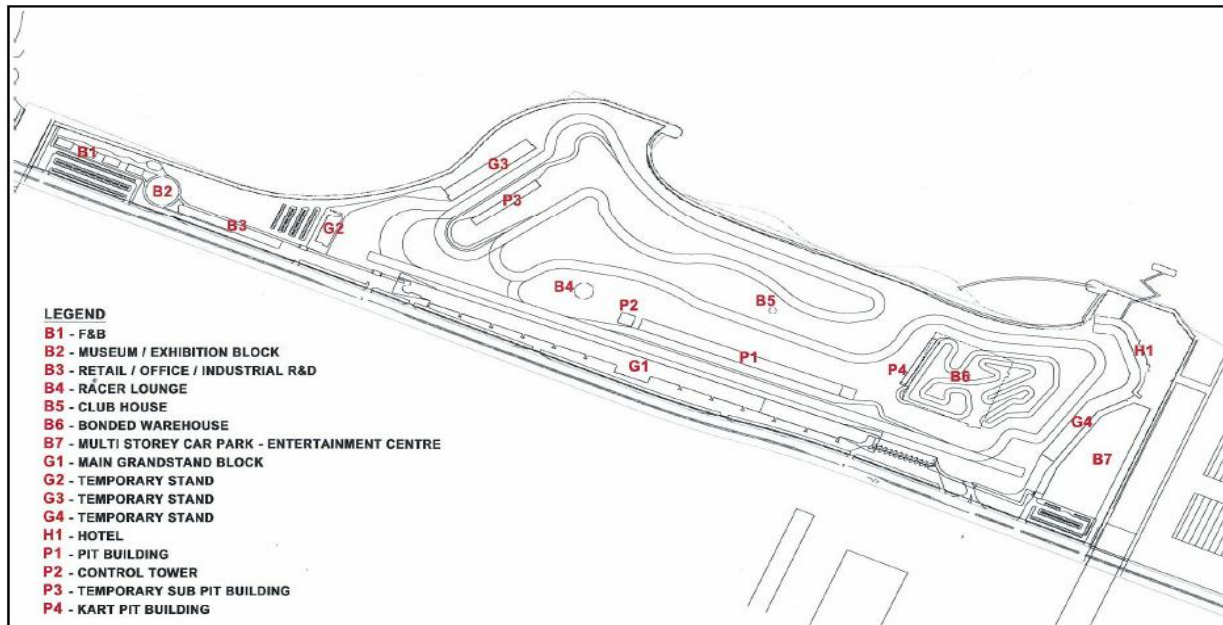 B1
B2
B3
G2
G3
P3
B4
P2
B5
G1
P1
P4
B6
H1
G4
B7
LEGEND
B1 - F&B
B2 - MUSEUM / EXHIBITION BLOCK
B3 - RETAIL / OFFICE / INDUSTRIAL R&D
B4 - RACER LOUNGE
B5 - CLUB HOUSE
B6 - BONDED WAREHOUSE
B7 - MULTI STOREY CAR PARK - ENTERTAINMENT CENTRE
G1 - MAIN GRANDSTAND BLOCK
G2 - TEMPORARY STAND
G3 - TEMPORARY STAND
G4 - TEMPORARY STAND
H1 - HOTEL
P1 - PIT BUILDING
P2 - CONTROL TOWER
P3 - TEMPORARY SUB PIT BUILDING
P4 - KART PIT BUILDING